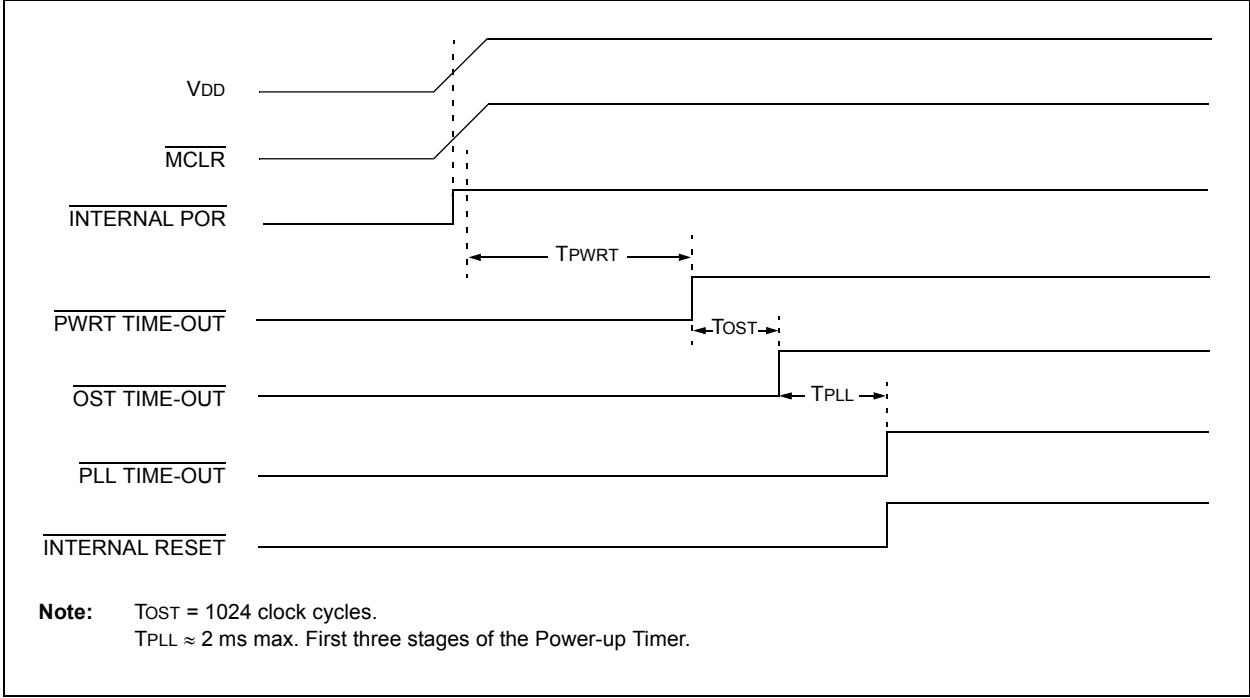 VDD
MCLR
INTERNAL POR
TPWRT
PWRT TIME-OUT
TOST
OST TIME-OUT
TPLL
PLL TIME-OUT
INTERNAL RESET
Note: TOST = 1024 clock cycles.
TPLL ≈ 2 ms max. First three stages of the Power-up Timer.